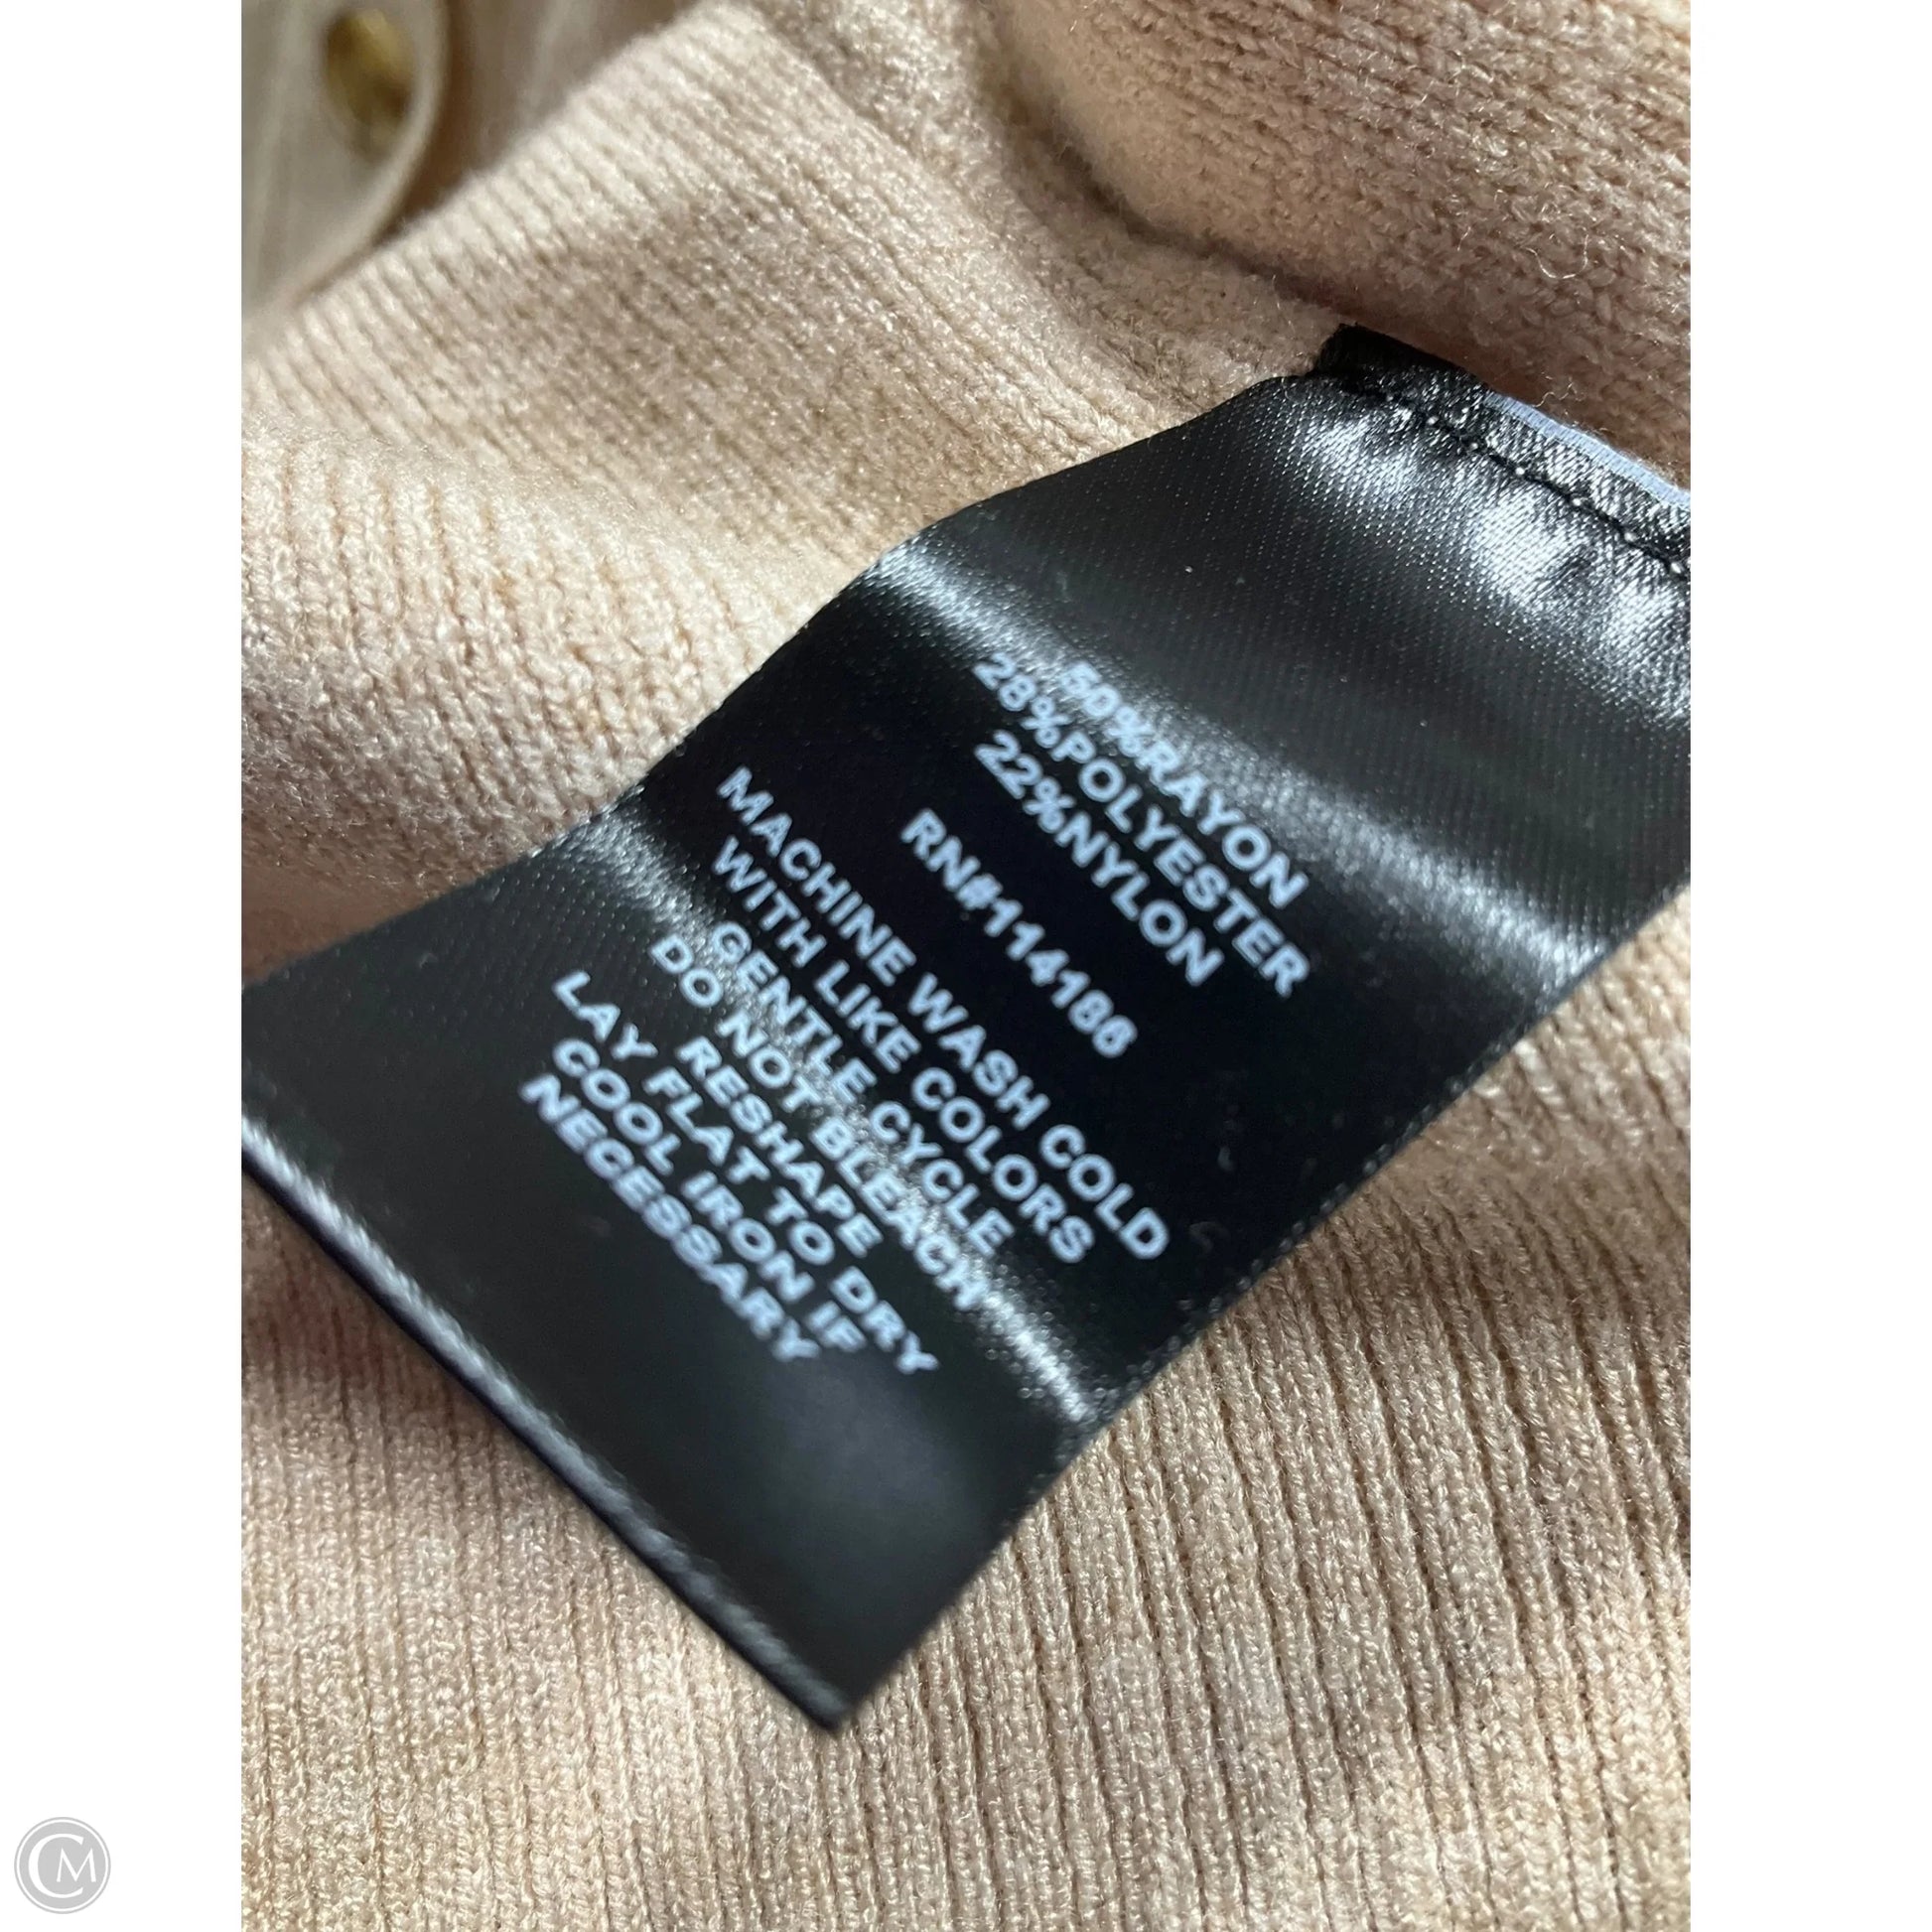 50%RAYON
28%POLYESTER
22%NYLON
RN#114186
MACHINE WASH COLD
WITH LIKE COLORS
GENTLE CYCLE
DO NOT BLEACH
RESHAPE
LAY FLAT TO DRY
COOL IRON IF
NECESSARY
CM